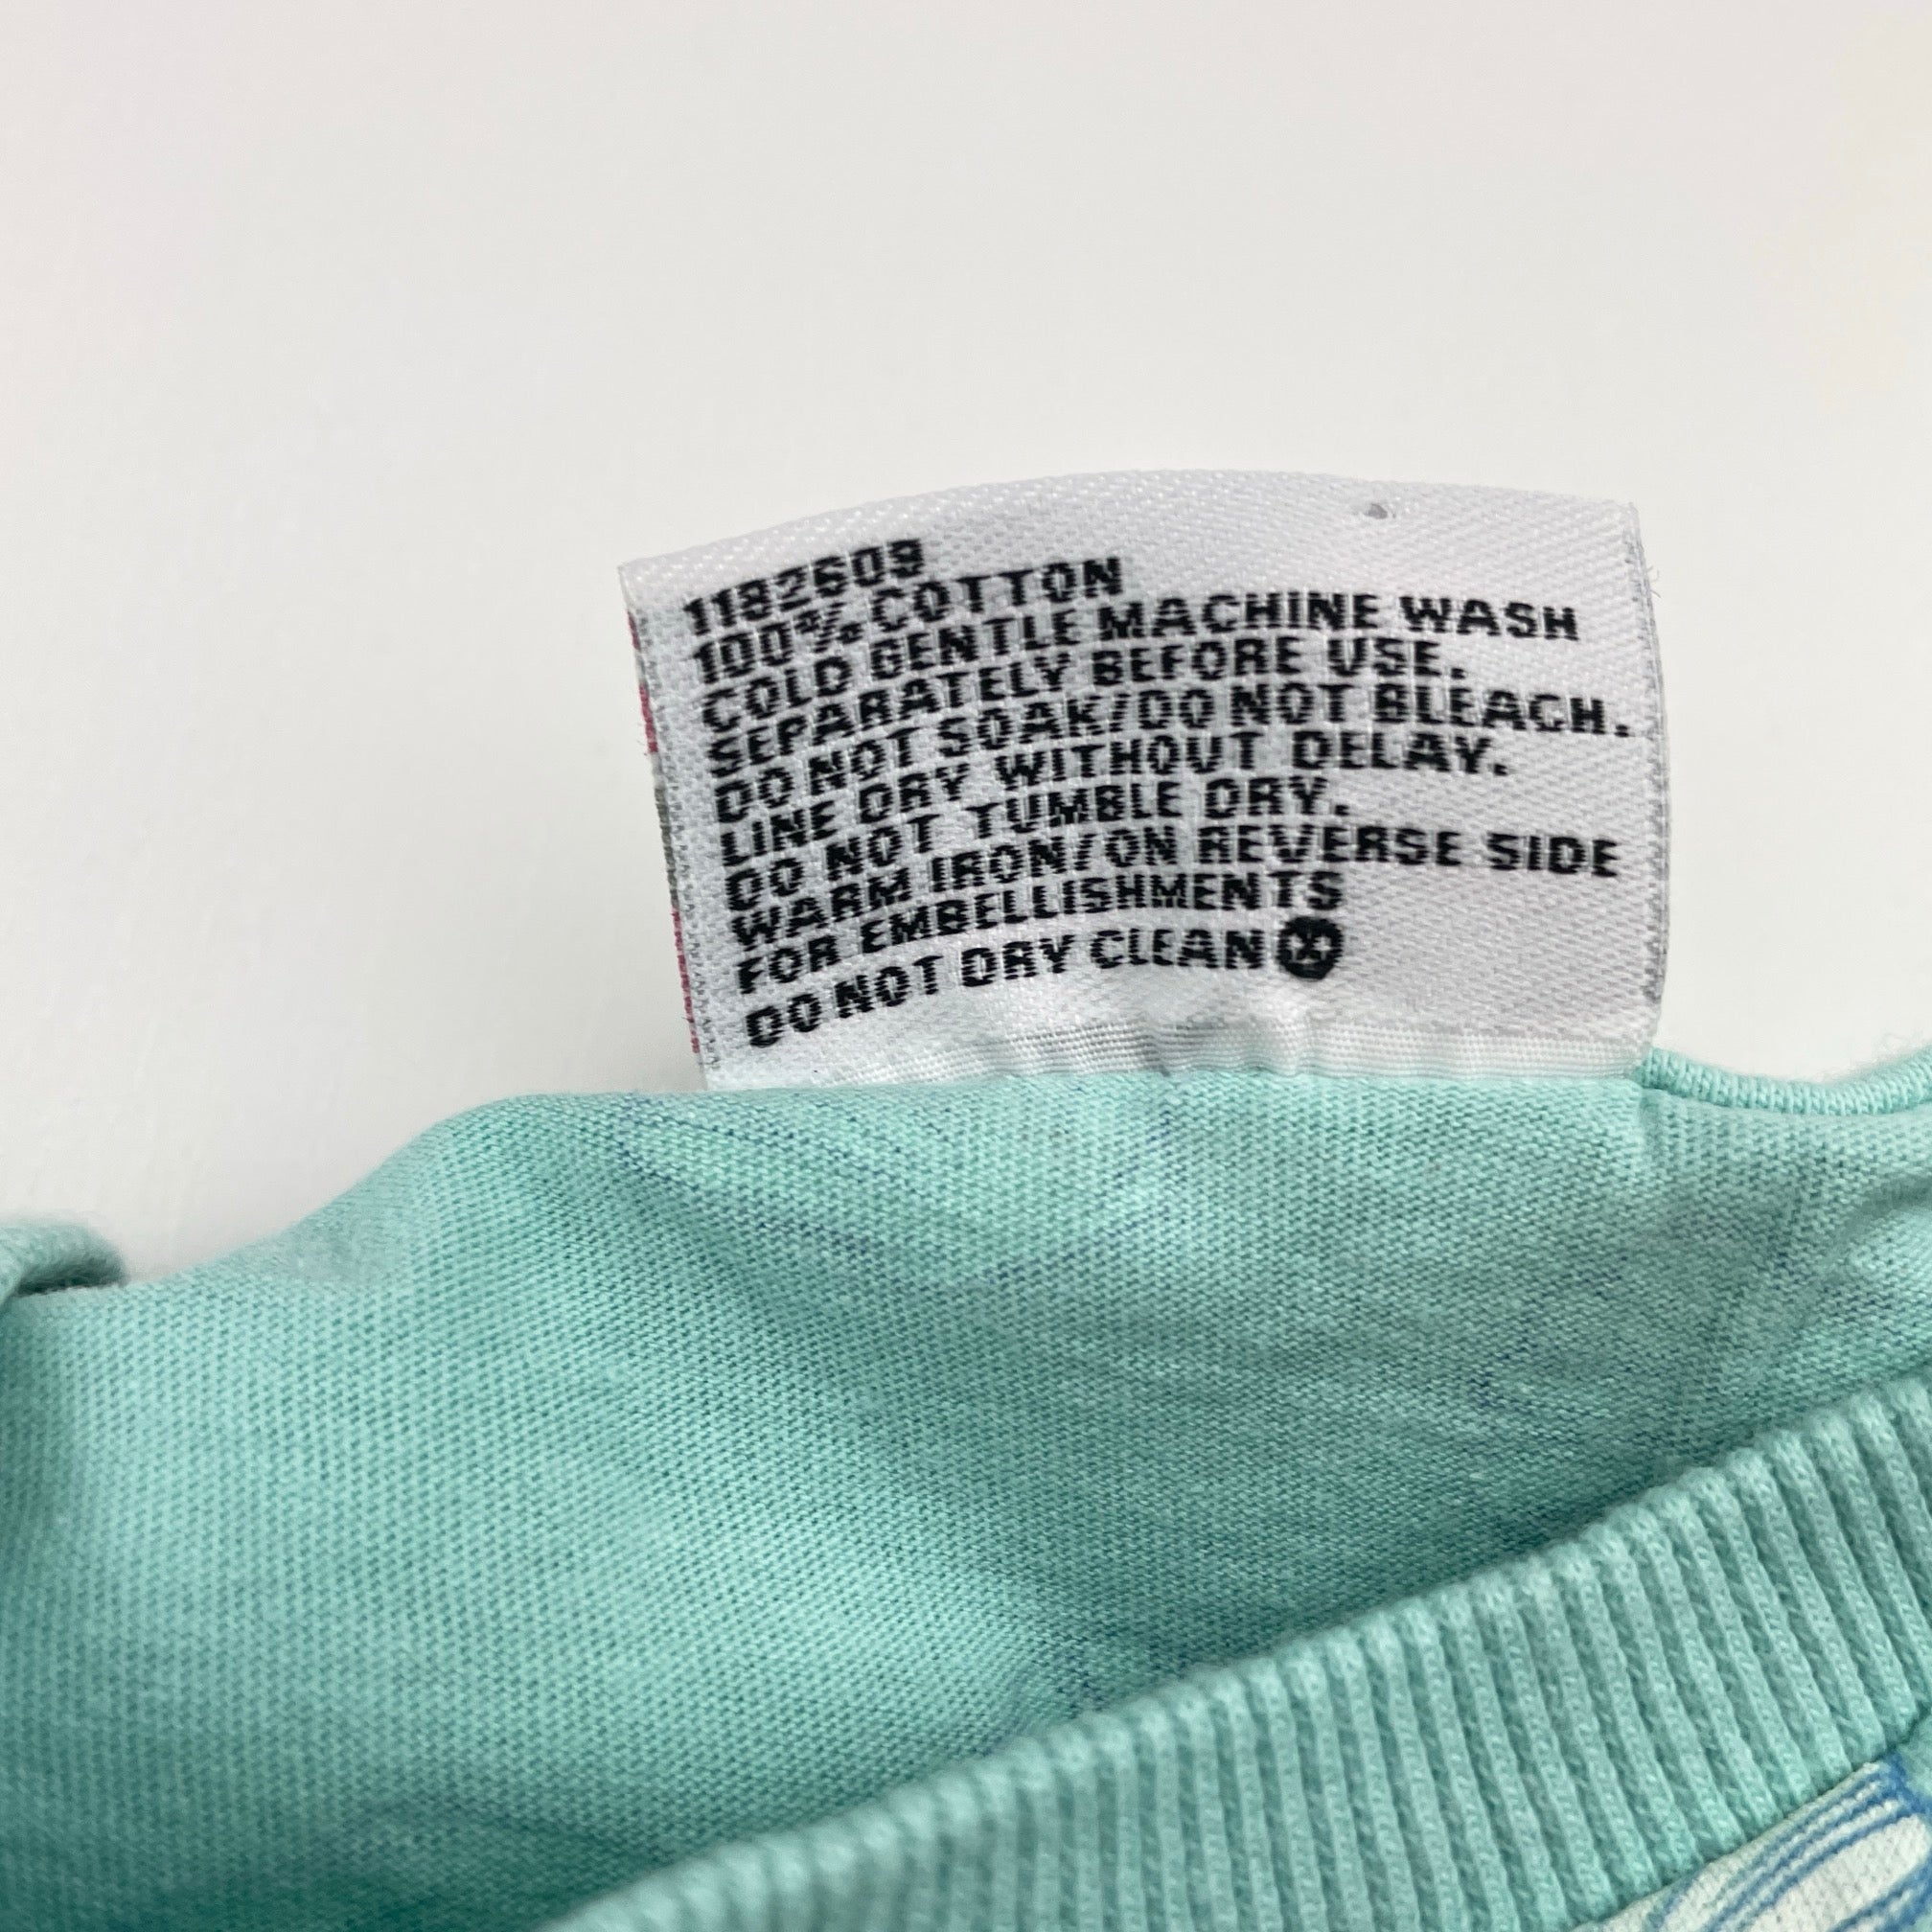 1182609
100% COTTON
COLD GENTLE MACHINE WASH
SEPARATELY BEFORE USE.
DO NOT SOAK/DO NOT BLEACH.
LINE DRY WITHOUT DELAY.
DO NOT TUMBLE DRY.
WARM IRON/ON REVERSE SIDE
FOR EMBELLISHMENTS
DO NOT DRY CLEAN